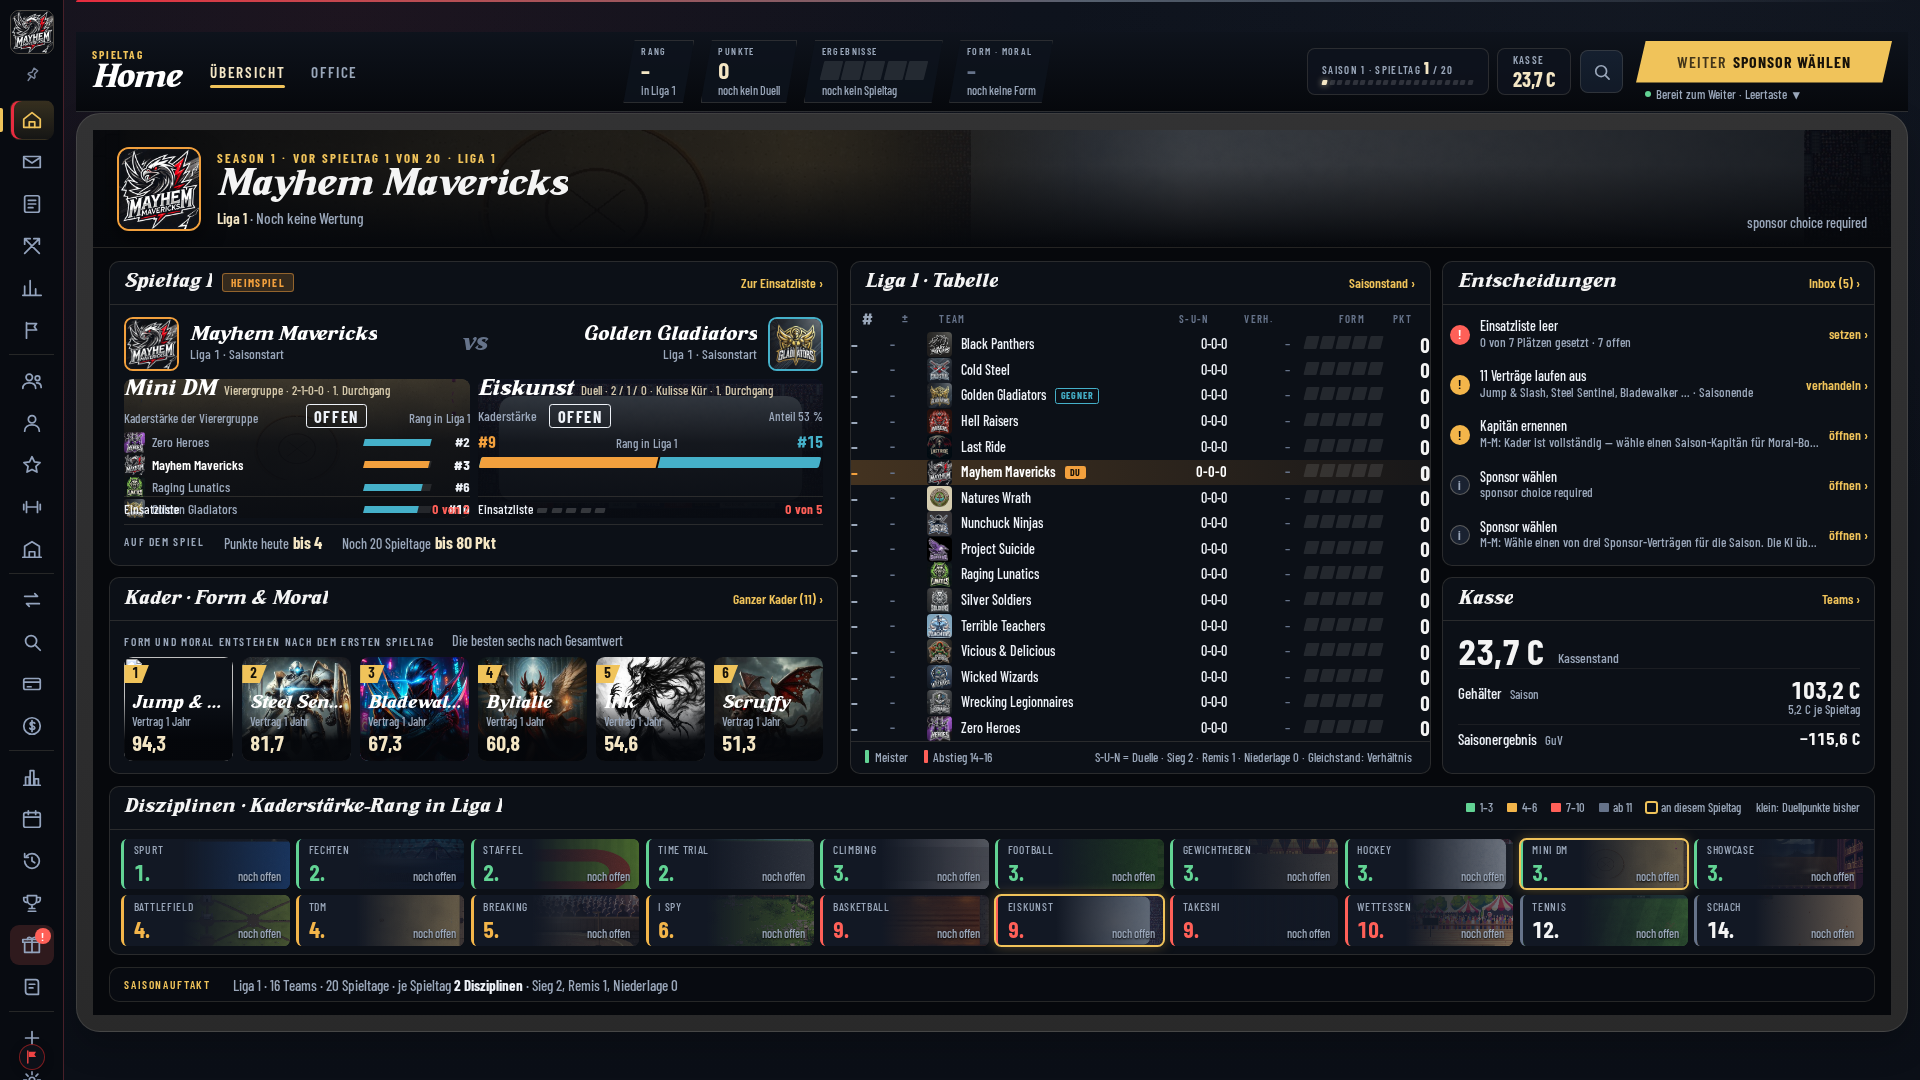 SPIELTAG
Home
ÜBERSICHT
OFFICE
RANG
–
in Liga 1
PUNKTE
0
noch kein Duell
ERGEBNISSE
noch kein Spieltag
FORM · MORAL
–
noch keine Form
SAISON 1 · SPIELTAG 1 / 20
KASSE
23,7 C
WEITER SPONSOR WÄHLEN
Bereit zum Weiter · Leertaste ▼
SEASON 1 · VOR SPIELTAG 1 VON 20 · LIGA 1
Mayhem Mavericks
Liga 1 · Noch keine Wertung
sponsor choice required
Spieltag 1
HEIMSPIEL
Zur Einsatzliste ›
Mayhem Mavericks
Liga 1 · Saisonstart
VS
Golden Gladiators
Liga 1 · Saisonstart
Mini DM Vierergruppe · 2-1-0-0 · 1. Durchgang
Kaderstärke der Vierergruppe
OFFEN
Rang in Liga 1
Zero Heroes #2
Mayhem Mavericks #3
Raging Lunatics #6
Einsatzliste
Eiskunst Duell · 2 / 1 / 0 · Kulisse Kür · 1. Durchgang
Kaderstärke
OFFEN
Anteil 53 %
#9
Rang in Liga 1
#15
Einsatzliste
0 von 5
AUF DEM SPIEL
Punkte heute bis 4
Noch 20 Spieltage bis 80 Pkt
Liga 1 · Tabelle
Saisonstand ›
# ± TEAM S-U-N VERH. FORM PKT
– – Black Panthers 0-0-0 – 0
– – Cold Steel 0-0-0 – 0
– – Golden Gladiators GEGNER 0-0-0 – 0
– – Hell Raisers 0-0-0 – 0
– – Last Ride 0-0-0 – 0
– – Mayhem Mavericks DU 0-0-0 – 0
– – Natures Wrath 0-0-0 – 0
– – Nunchuck Ninjas 0-0-0 – 0
– – Project Suicide 0-0-0 – 0
– – Raging Lunatics 0-0-0 – 0
– – Silver Soldiers 0-0-0 – 0
– – Terrible Teachers 0-0-0 – 0
– – Vicious & Delicious 0-0-0 – 0
– – Wicked Wizards 0-0-0 – 0
– – Wrecking Legionnaires 0-0-0 – 0
– – Zero Heroes 0-0-0 – 0
Meister
Abstieg 14–16
S-U-N = Duelle · Sieg 2 · Remis 1 · Niederlage 0 · Gleichstand: Verhältnis
Entscheidungen
Inbox (5) ›
Einsatzliste leer
0 von 7 Plätzen gesetzt · 7 offen
setzen ›
11 Verträge laufen aus
Jump & Slash, Steel Sentinel, Bladewalker … · Saisonende
verhandeln ›
Kapitän ernennen
M-M: Kader ist vollständig — wähle einen Saison-Kapitän für Moral-Bo...
öffnen ›
Sponsor wählen
sponsor choice required
öffnen ›
Sponsor wählen
M-M: Wähle einen von drei Sponsor-Verträgen für die Saison. Die KI üb...
öffnen ›
Kader · Form & Moral
Ganzer Kader (11) ›
FORM UND MORAL ENTSTEHEN NACH DEM ERSTEN SPIELTAG
Die besten sechs nach Gesamtwert
1
Jump & ...
Vertrag 1 Jahr
94,3
2
Steel Sen...
Vertrag 1 Jahr
81,7
3
Bladewal...
Vertrag 1 Jahr
67,3
4
Bylialle
Vertrag 1 Jahr
60,8
5
Ink
Vertrag 1 Jahr
54,6
6
Scruffy
Vertrag 1 Jahr
51,3
Kasse
Teams ›
23,7 C Kassenstand
Gehälter Saison
103,2 C
5,2 C je Spieltag
Saisonergebnis GuV
−115,6 C
Disziplinen · Kaderstärke-Rang in Liga 1
1–3
4–6
7–10
ab 11
an diesem Spieltag
klein: Duellpunkte bisher
SPURT
1.
noch offen
FECHTEN
2.
noch offen
STAFFEL
2.
noch offen
TIME TRIAL
2.
noch offen
CLIMBING
3.
noch offen
FOOTBALL
3.
noch offen
GEWICHTHEBEN
3.
noch offen
HOCKEY
3.
noch offen
MINI DM
3.
noch offen
SHOWCASE
3.
noch offen
BATTLEFIELD
4.
noch offen
TDM
4.
noch offen
BREAKING
5.
noch offen
I SPY
6.
noch offen
BASKETBALL
9.
noch offen
EISKUNST
9.
noch offen
TAKESHI
9.
noch offen
WETTESSEN
10.
noch offen
TENNIS
12.
noch offen
SCHACH
14.
noch offen
SAISONAUFTAKT
Liga 1 · 16 Teams · 20 Spieltage · je Spieltag 2 Disziplinen · Sieg 2, Remis 1, Niederlage 0